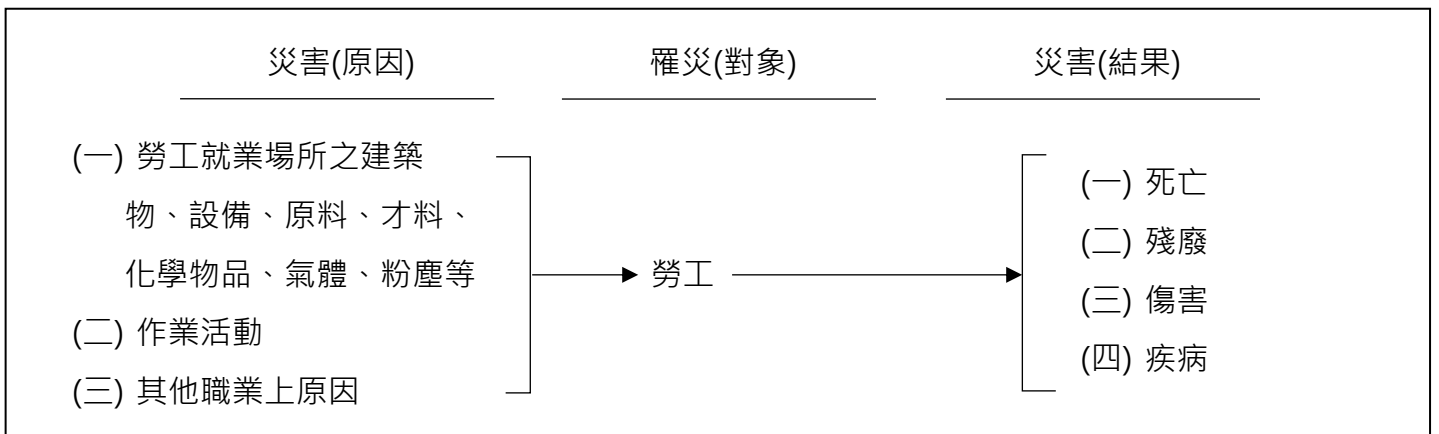 災害(原因) 罹災(對象) 災害(結果)
(一) 勞工就業場所之建築
物、設備、原料、才料、
化學物品、氣體、粉塵等
(二) 作業活動
(三) 其他職業上原因
勞工
(一) 死亡
(二) 殘廢
(三) 傷害
(四) 疾病